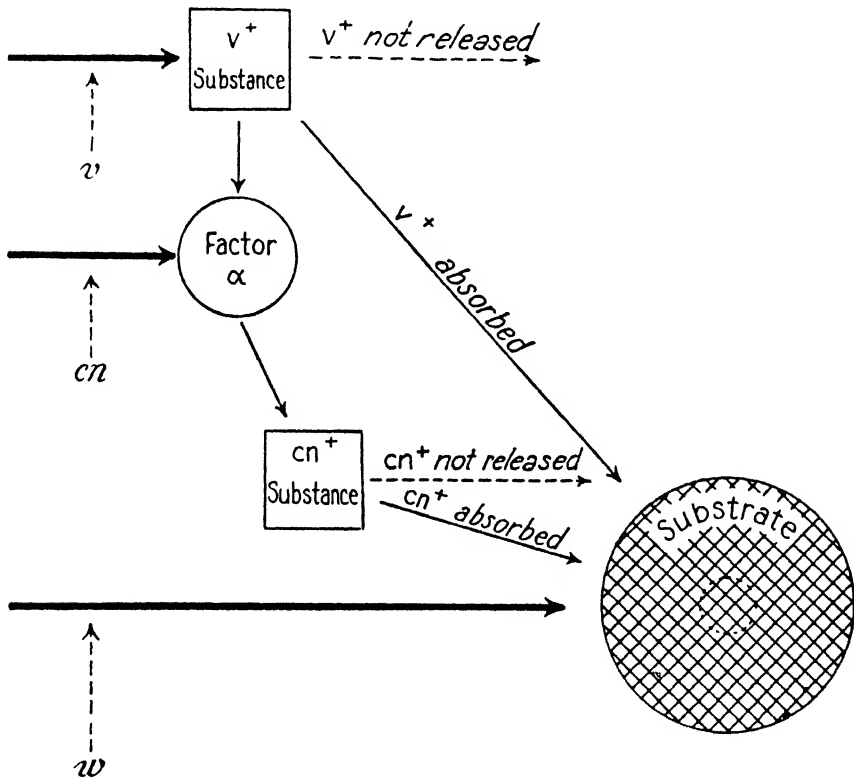 v+
Substance
v+ not released
v
v+ absorbed
Factor
α
cn
cn+
Substance
cn+ not released
cn+ absorbed
Substrate
w